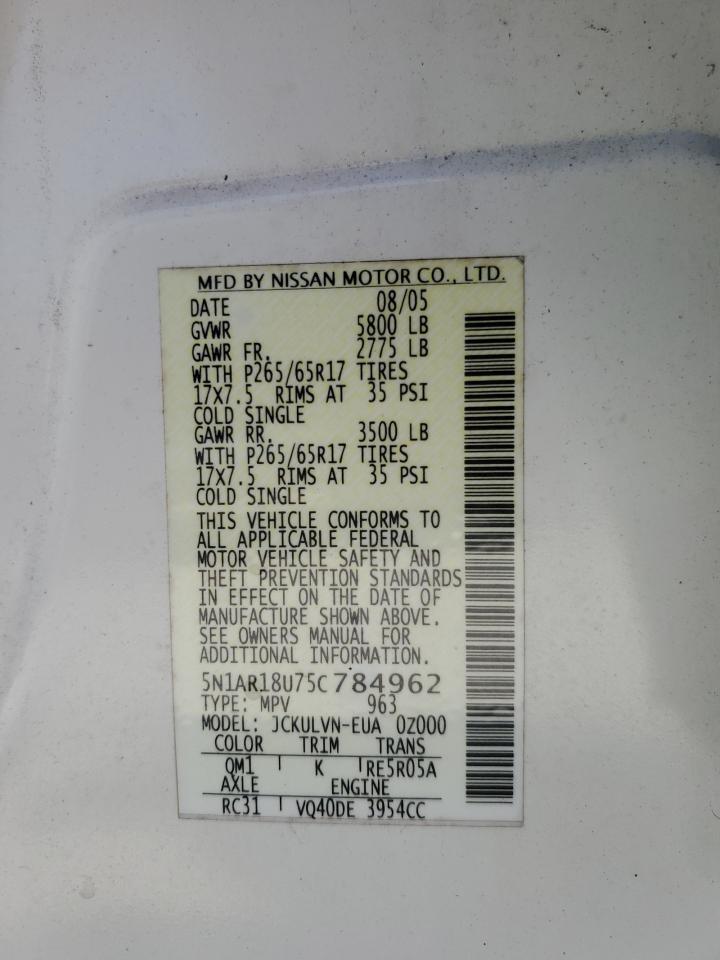 MFD BY NISSAN MOTOR CO., LTD.
DATE 08/05
GVWR 5800 LB
GAWR FR. 2775 LB
WITH P265/65R17 TIRES
17X7.5 RIMS AT 35 PSI
COLD SINGLE
GAWR RR. 3500 LB
WITH P265/65R17 TIRES
17X7.5 RIMS AT 35 PSI
COLD SINGLE
THIS VEHICLE CONFORMS TO
ALL APPLICABLE FEDERAL
MOTOR VEHICLE SAFETY AND
THEFT PREVENTION STANDARDS
IN EFFECT ON THE DATE OF
MANUFACTURE SHOWN ABOVE.
SEE OWNERS MANUAL FOR
ADDITIONAL INFORMATION.
5N1AR18U75C784962
TYPE: MPV 963
MODEL: JCKULVN-EUA 0Z000
COLOR TRIM TRANS
QM1 K RE5R05A
AXLE ENGINE
RC31 VQ40DE 3954CC